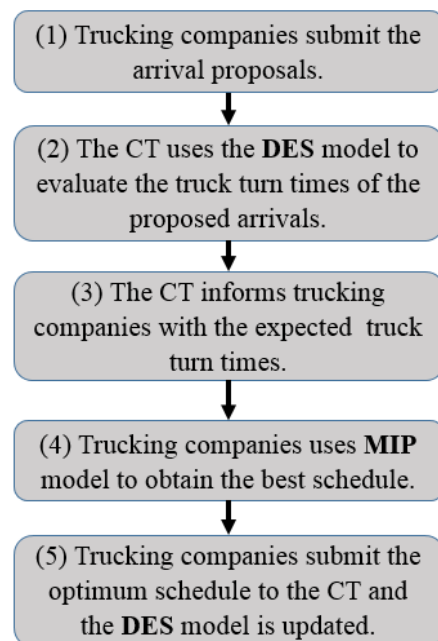 (1) Trucking companies submit the
arrival proposals.
(2) The CT uses the DES model to
evaluate the truck turn times of the
proposed arrivals.
(3) The CT informs trucking
companies with the expected truck
turn times.
(4) Trucking companies uses MIP
model to obtain the best schedule.
(5) Trucking companies submit the
optimum schedule to the CT and
the DES model is updated.